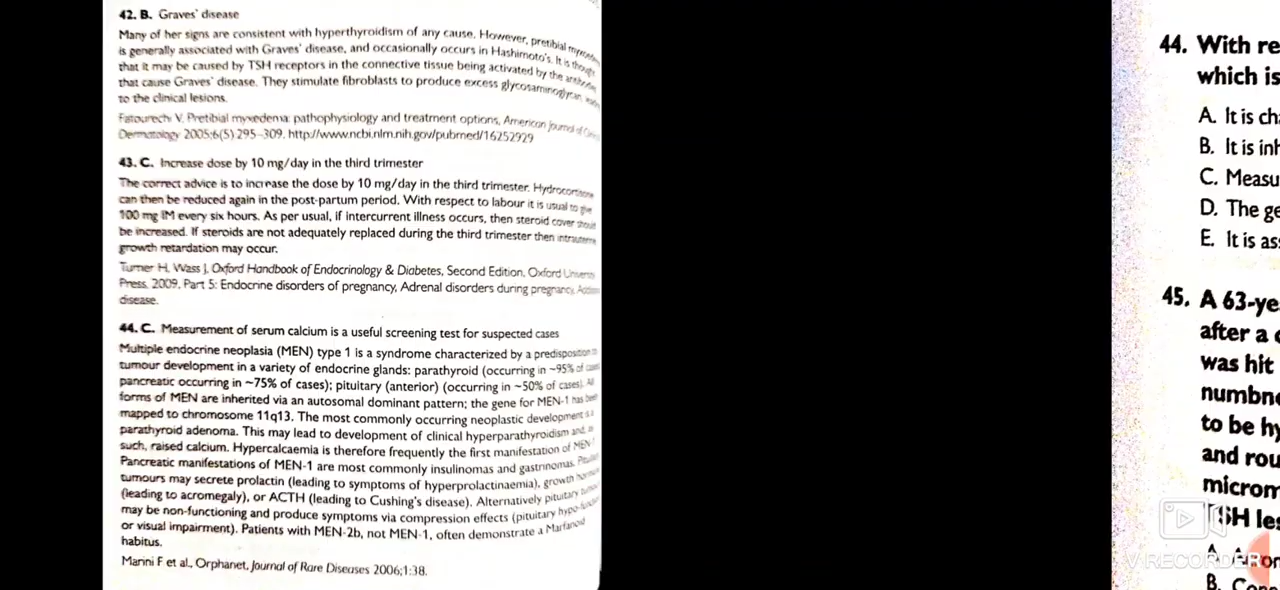 42. B. Graves' disease
Many of her signs are consistent with hyperthyroidism of any cause. However, pretibial
is generally associated with Graves' disease, and occasionally occurs in Hashimoto's. It is
that it may be caused by TSH receptors in the connective tissue being activated by the
that cause Graves' disease. They stimulate fibroblasts to produce excess
to the clinical lesions.
Fatourechi V. Pretibial myxedema: pathophysiology and treatment options, American Journal of
Dermatology 2005;6(5):295–309. http://www.ncbi.nlm.nih.gov/pubmed/16252929
43. C. Increase dose by 10 mg/day in the third trimester
The correct advice is to increase the dose by 10 mg/day in the third trimester. Hydrocortisone
can then be reduced again in the post-partum period. With respect to labour it is usual to give
100 mg IM every six hours. As per usual, if intercurrent illness occurs, then steroid cover should
be increased. If steroids are not adequately replaced during the third trimester then
growth retardation may occur.
Turner H, Wass J, Oxford Handbook of Endocrinology & Diabetes, Second Edition, Oxford
Press, 2009, Part 5: Endocrine disorders of pregnancy, Adrenal disorders during pregnancy,
disease.
44. C. Measurement of serum calcium is a useful screening test for suspected cases
Multiple endocrine neoplasia (MEN) type 1 is a syndrome characterized by a predisposition
tumour development in a variety of endocrine glands: parathyroid (occurring in ~95% of
pancreatic occurring in ~75% of cases); pituitary (anterior) (occurring in ~50% of cases). All
forms of MEN are inherited via an autosomal dominant pattern; the gene for MEN-1 has been
mapped to chromosome 11q13. The most commonly occurring neoplastic development is a
parathyroid adenoma. This may lead to development of clinical hyperparathyroidism and
such, raised calcium. Hypercalcaemia is therefore frequently the first manifestation of MEN-
Pancreatic manifestations of MEN-1 are most commonly insulinomas and gastrinomas.
tumours may secrete prolactin (leading to symptoms of hyperprolactinaemia), growth
(leading to acromegaly), or ACTH (leading to Cushing's disease). Alternatively pituitary
may be non-functioning and produce symptoms via compression effects (pituitary
or visual impairment). Patients with MEN-2b, not MEN-1, often demonstrate a Marfanoid
habitus.
Marini F et al., Orphanet, Journal of Rare Diseases 2006;1:38.
44. With re
which is
A. It is ch
B. It is inh
C. Measu
D. The ge
E. It is as
45. A 63-ye
after a
was hit
numbne
to be hy
and rou
microm
TSH le
V RECORDER